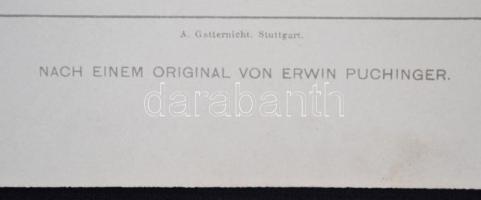 A. Gatternicht. Stuttgart.
NACH EINEM ORIGINAL VON ERWIN PUCHINGER.
darabanth